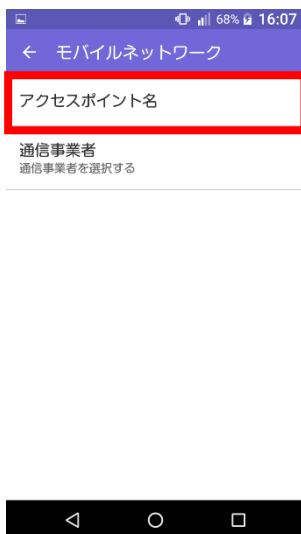 68% 16:07
モバイルネットワーク
アクセスポイント名
通信事業者
通信事業者を選択する